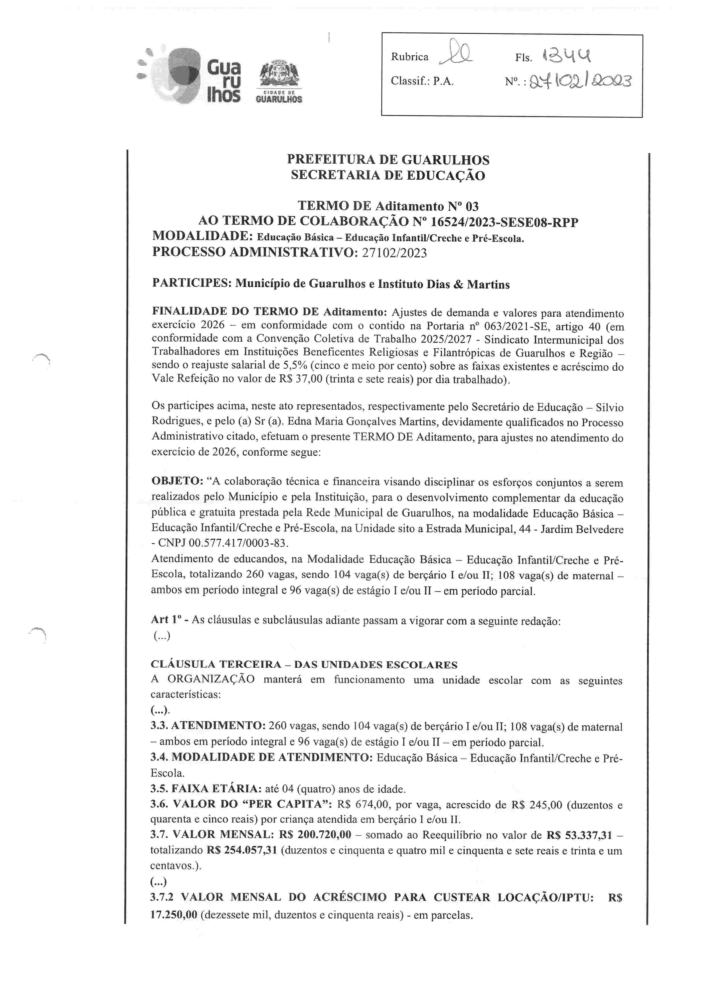 Gua
ru
lhos
CIDADE DE
GUARULHOS
Rubrica
Fls. 1344
Classif.: P.A.
Nº. : 27102/2023
PREFEITURA DE GUARULHOS
SECRETARIA DE EDUCAÇÃO
TERMO DE Aditamento Nº 03
AO TERMO DE COLABORAÇÃO Nº 16524/2023-SESE08-RPP
MODALIDADE: Educação Básica – Educação Infantil/Creche e Pré-Escola.
PROCESSO ADMINISTRATIVO: 27102/2023
PARTICIPES: Município de Guarulhos e Instituto Dias & Martins
FINALIDADE DO TERMO DE Aditamento: Ajustes de demanda e valores para atendimento
exercício 2026 – em conformidade com o contido na Portaria nº 063/2021-SE, artigo 40 (em
conformidade com a Convenção Coletiva de Trabalho 2025/2027 - Sindicato Intermunicipal dos
Trabalhadores em Instituições Beneficentes Religiosas e Filantrópicas de Guarulhos e Região –
sendo o reajuste salarial de 5,5% (cinco e meio por cento) sobre as faixas existentes e acréscimo do
Vale Refeição no valor de R$ 37,00 (trinta e sete reais) por dia trabalhado).
Os participes acima, neste ato representados, respectivamente pelo Secretário de Educação – Silvio
Rodrigues, e pelo (a) Sr (a). Edna Maria Gonçalves Martins, devidamente qualificados no Processo
Administrativo citado, efetuam o presente TERMO DE Aditamento, para ajustes no atendimento do
exercício de 2026, conforme segue:
OBJETO: “A colaboração técnica e financeira visando disciplinar os esforços conjuntos a serem
realizados pelo Município e pela Instituição, para o desenvolvimento complementar da educação
pública e gratuita prestada pela Rede Municipal de Guarulhos, na modalidade Educação Básica –
Educação Infantil/Creche e Pré-Escola, na Unidade sito a Estrada Municipal, 44 - Jardim Belvedere
- CNPJ 00.577.417/0003-83.
Atendimento de educandos, na Modalidade Educação Básica – Educação Infantil/Creche e Pré-
Escola, totalizando 260 vagas, sendo 104 vaga(s) de berçário I e/ou II; 108 vaga(s) de maternal –
ambos em período integral e 96 vaga(s) de estágio I e/ou II – em período parcial.
Art 1º - As cláusulas e subcláusulas adiante passam a vigorar com a seguinte redação:
(...)
CLÁUSULA TERCEIRA – DAS UNIDADES ESCOLARES
A ORGANIZAÇÃO manterá em funcionamento uma unidade escolar com as seguintes
características:
(...).
3.3. ATENDIMENTO: 260 vagas, sendo 104 vaga(s) de berçário I e/ou II; 108 vaga(s) de maternal
– ambos em período integral e 96 vaga(s) de estágio I e/ou II – em período parcial.
3.4. MODALIDADE DE ATENDIMENTO: Educação Básica – Educação Infantil/Creche e Pré-
Escola.
3.5. FAIXA ETÁRIA: até 04 (quatro) anos de idade.
3.6. VALOR DO “PER CAPITA”: R$ 674,00, por vaga, acrescido de R$ 245,00 (duzentos e
quarenta e cinco reais) por criança atendida em berçário I e/ou II.
3.7. VALOR MENSAL: R$ 200.720,00 – somado ao Reequilíbrio no valor de R$ 53.337,31 –
totalizando R$ 254.057,31 (duzentos e cinquenta e quatro mil e cinquenta e sete reais e trinta e um
centavos.).
(...)
3.7.2 VALOR MENSAL DO ACRÉSCIMO PARA CUSTEAR LOCAÇÃO/IPTU: R$
17.250,00 (dezessete mil, duzentos e cinquenta reais) - em parcelas.